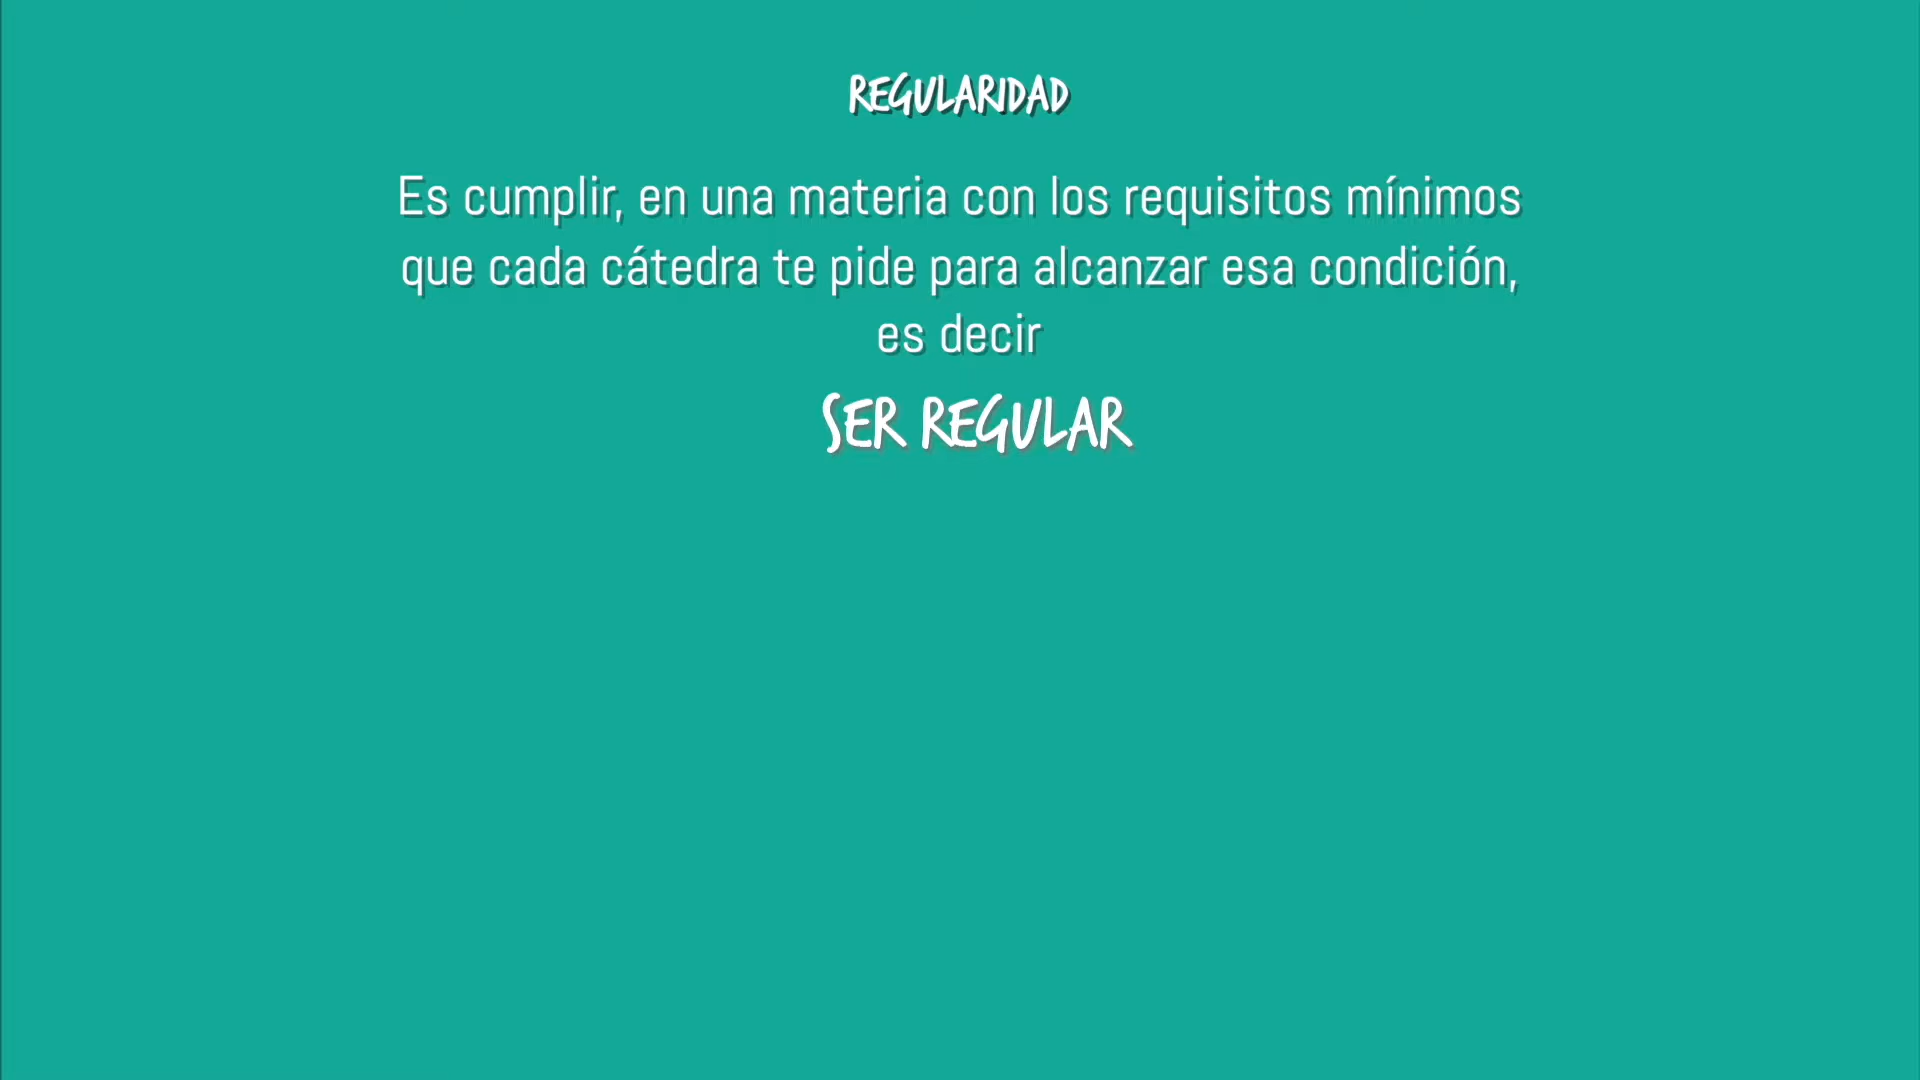 REGULARIDAD
Es cumplir, en una materia con los requisitos mínimos
que cada cátedra te pide para alcanzar esa condición,
es decir
SER REGULAR